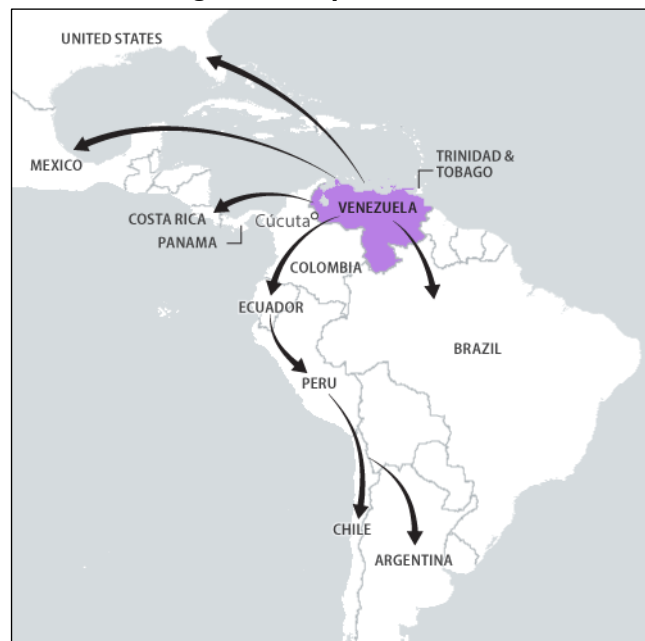 UNITED STATES
MEXICO
TRINIDAD &
TOBAGO
VENEZUELA
COSTA RICA
Cúcuta
PANAMA
COLOMBIA
ECUADOR
BRAZIL
PERU
CHILE
ARGENTINA